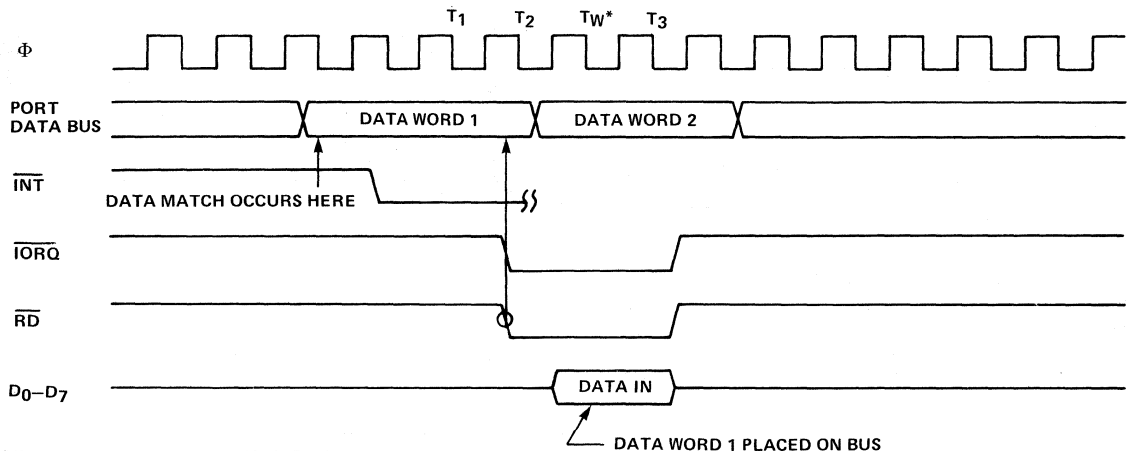 T1 T2 TW* T3
Φ
PORT
DATA BUS
DATA WORD 1 DATA WORD 2
INT
DATA MATCH OCCURS HERE
IORQ
RD
D0–D7
DATA IN
DATA WORD 1 PLACED ON BUS